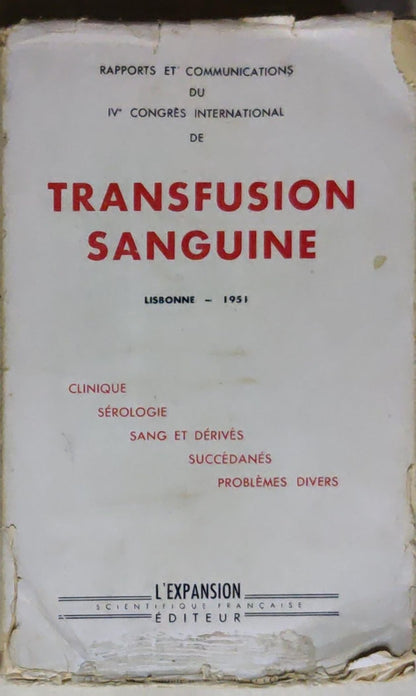 RAPPORTS ET COMMUNICATIONS
DU
IVe CONGRÈS INTERNATIONAL
DE
TRANSFUSION
SANGUINE
LISBONNE - 1951
CLINIQUE
SÉROLOGIE
SANG ET DÉRIVÉS
SUCCÉDANÉS
PROBLÈMES DIVERS
L'EXPANSION
SCIENTIFIQUE FRANÇAISE
ÉDITEUR